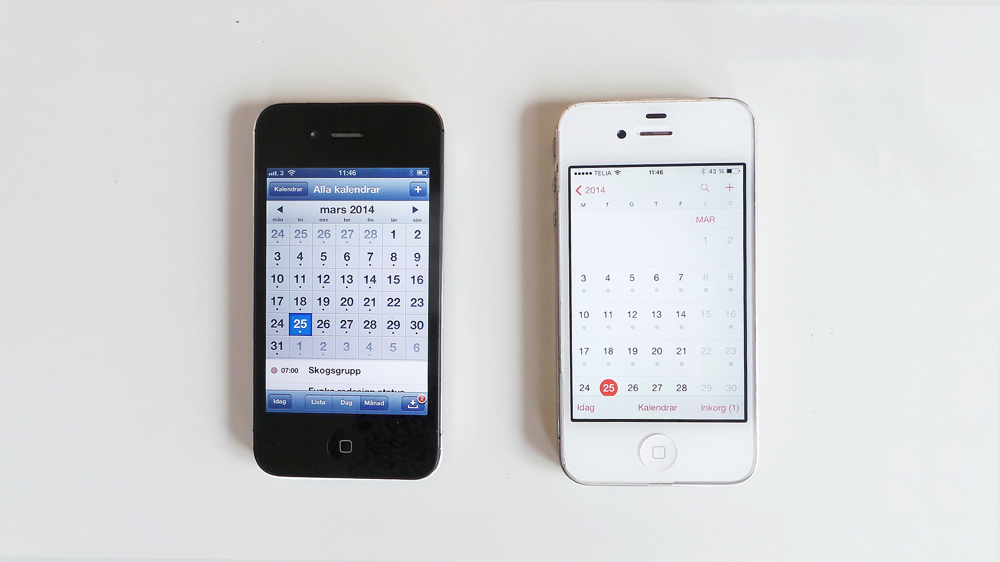 3 11:46
Kalendrar Alla kalendrar +
mars 2014
mån tis ons tor fre lör sön
24 25 26 27 28 1 2
3 4 5 6 7 8 9
10 11 12 13 14 15 16
17 18 19 20 21 22 23
24 25 26 27 28 29 30
31 1 2 3 4 5 6
07:00 Skogsgrupp
Idag Lista Dag Månad 2
TELIA 11:46 43 %
2014 +
M T O T F L S
MAR
1 2
3 4 5 6 7 8 9
10 11 12 13 14 15 16
17 18 19 20 21 22 23
24 25 26 27 28 29 30
Idag Kalendrar Inkorg (1)